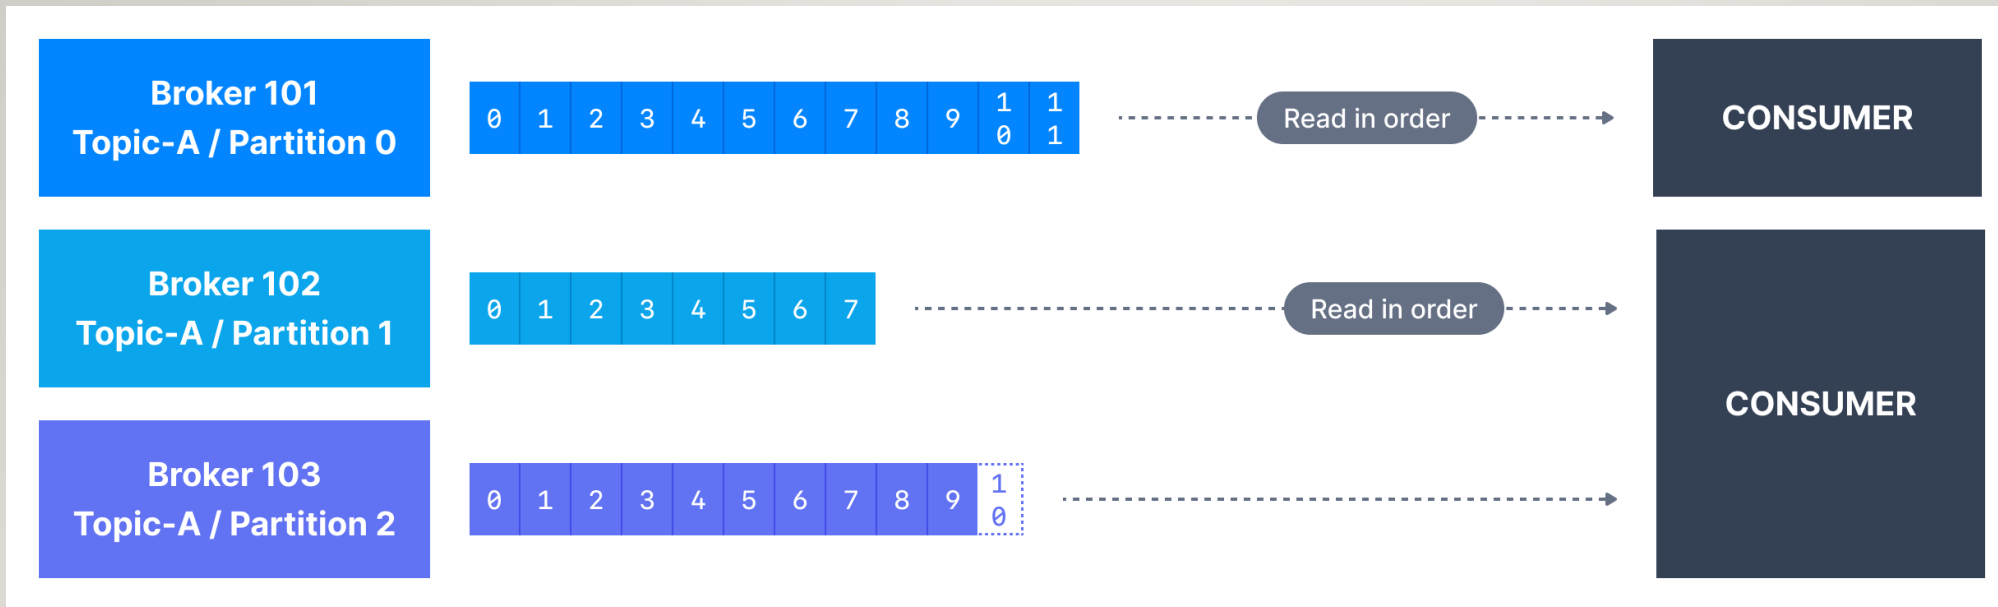 Broker 101
Topic-A / Partition 0
0 1 2 3 4 5 6 7 8 9 10 11
Read in order
CONSUMER
Broker 102
Topic-A / Partition 1
0 1 2 3 4 5 6 7
Read in order
CONSUMER
Broker 103
Topic-A / Partition 2
0 1 2 3 4 5 6 7 8 9 10